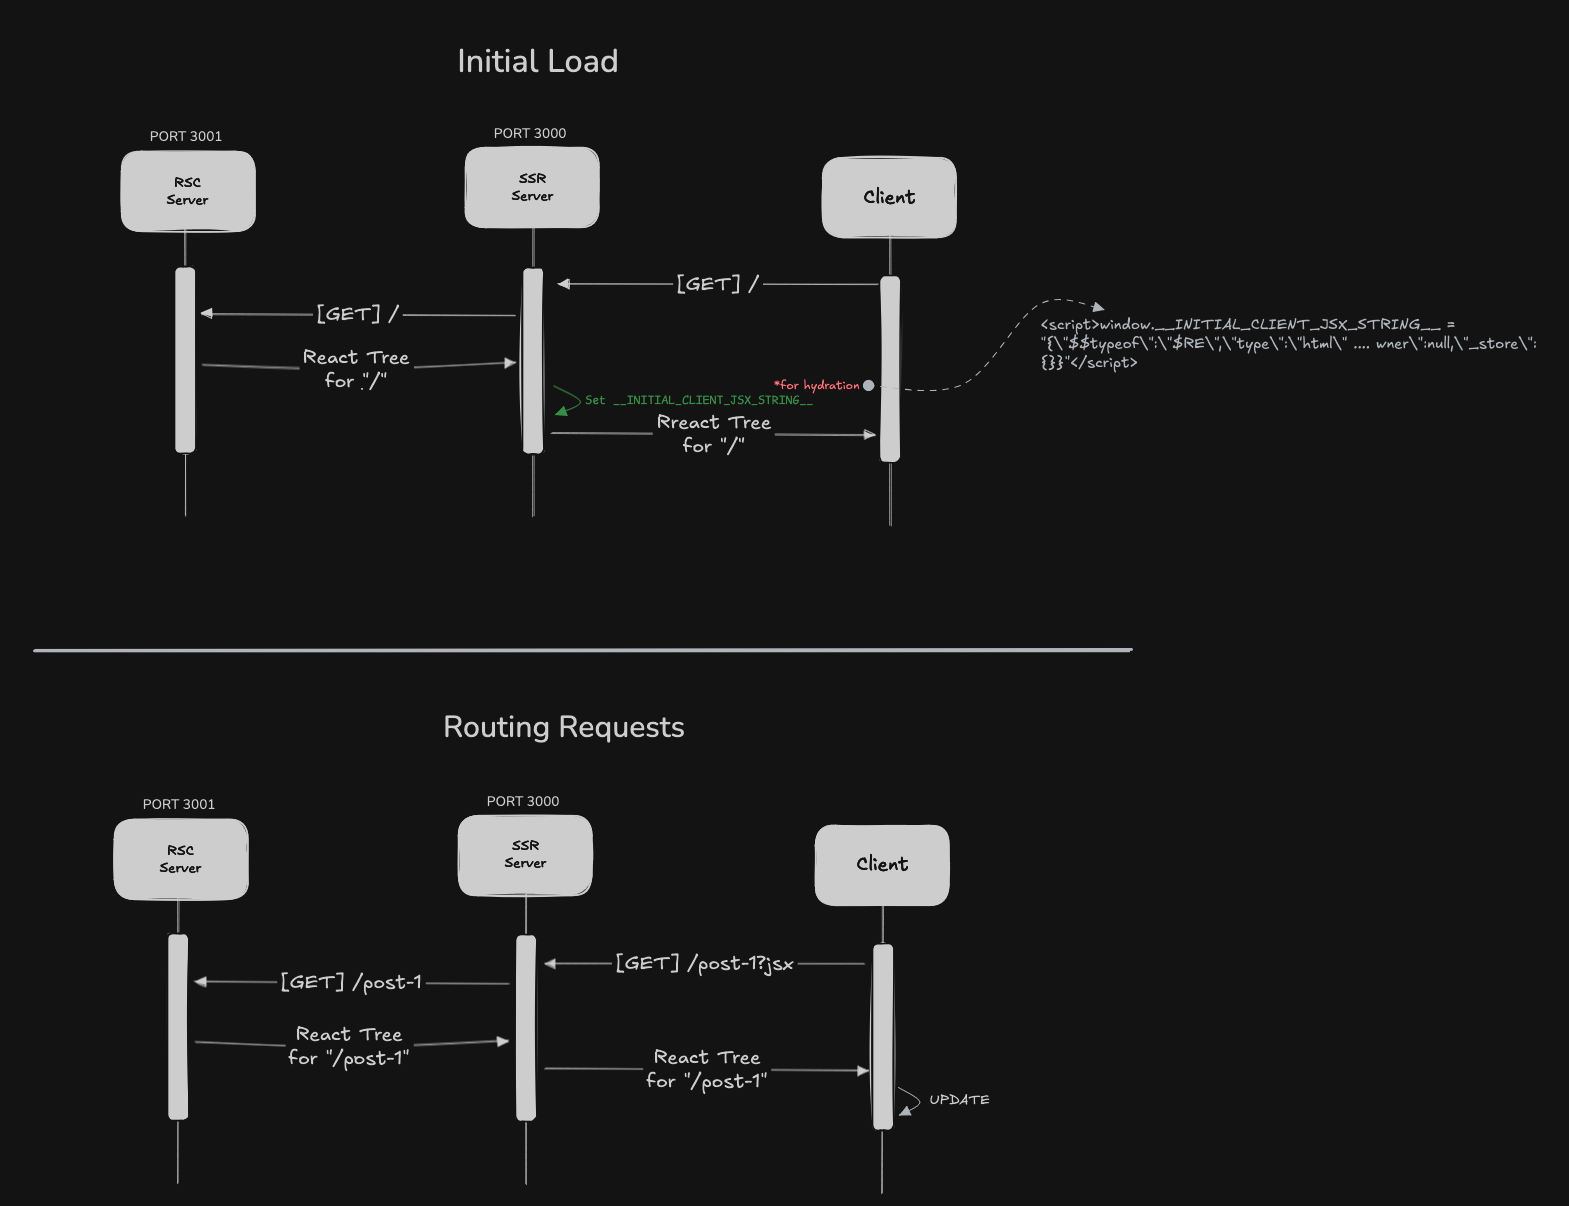 Initial Load
PORT 3001
PORT 3000
RSC
Server
SSR
Server
Client
[GET] /
[GET] /
<script>window.__INITIAL_CLIENT_JSX_STRING__ =
"{\"$$typeof\":\"$RE\",\"type\":\"html\" .... wner\":null,\"_store\":
{}}"</script>
React Tree
for "/"
*for hydration
Set __INITIAL_CLIENT_JSX_STRING__
Rreact Tree
for "/"
Routing Requests
PORT 3001
PORT 3000
RSC
Server
SSR
Server
Client
[GET] /post-1?jsx
[GET] /post-1
React Tree
for "/post-1"
React Tree
for "/post-1"
UPDATE